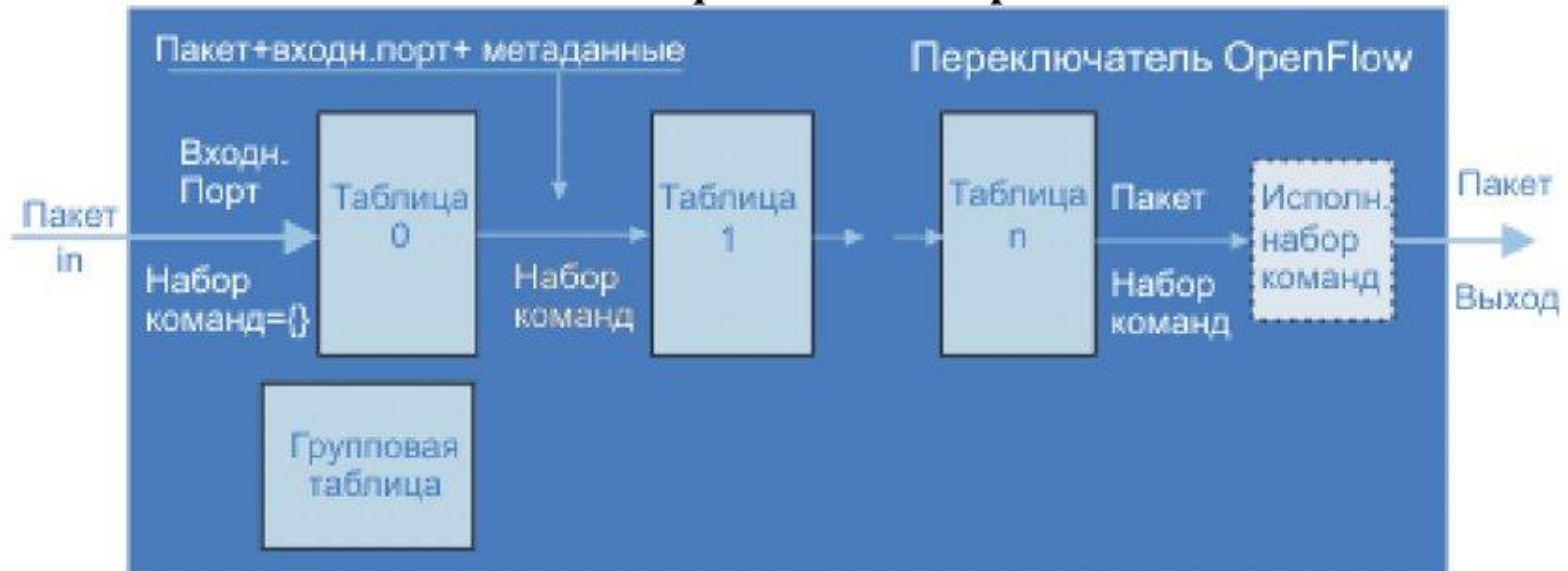 Пакет+входн.порт+ метаданные
Переключатель OpenFlow
Пакет
in
Входн.
Порт
Набор
команд={}
Таблица
0
Набор
команд
Таблица
1
Таблица
n
Пакет
Набор
команд
Исполн.
набор
команд
Пакет
Выход
Групповая
таблица